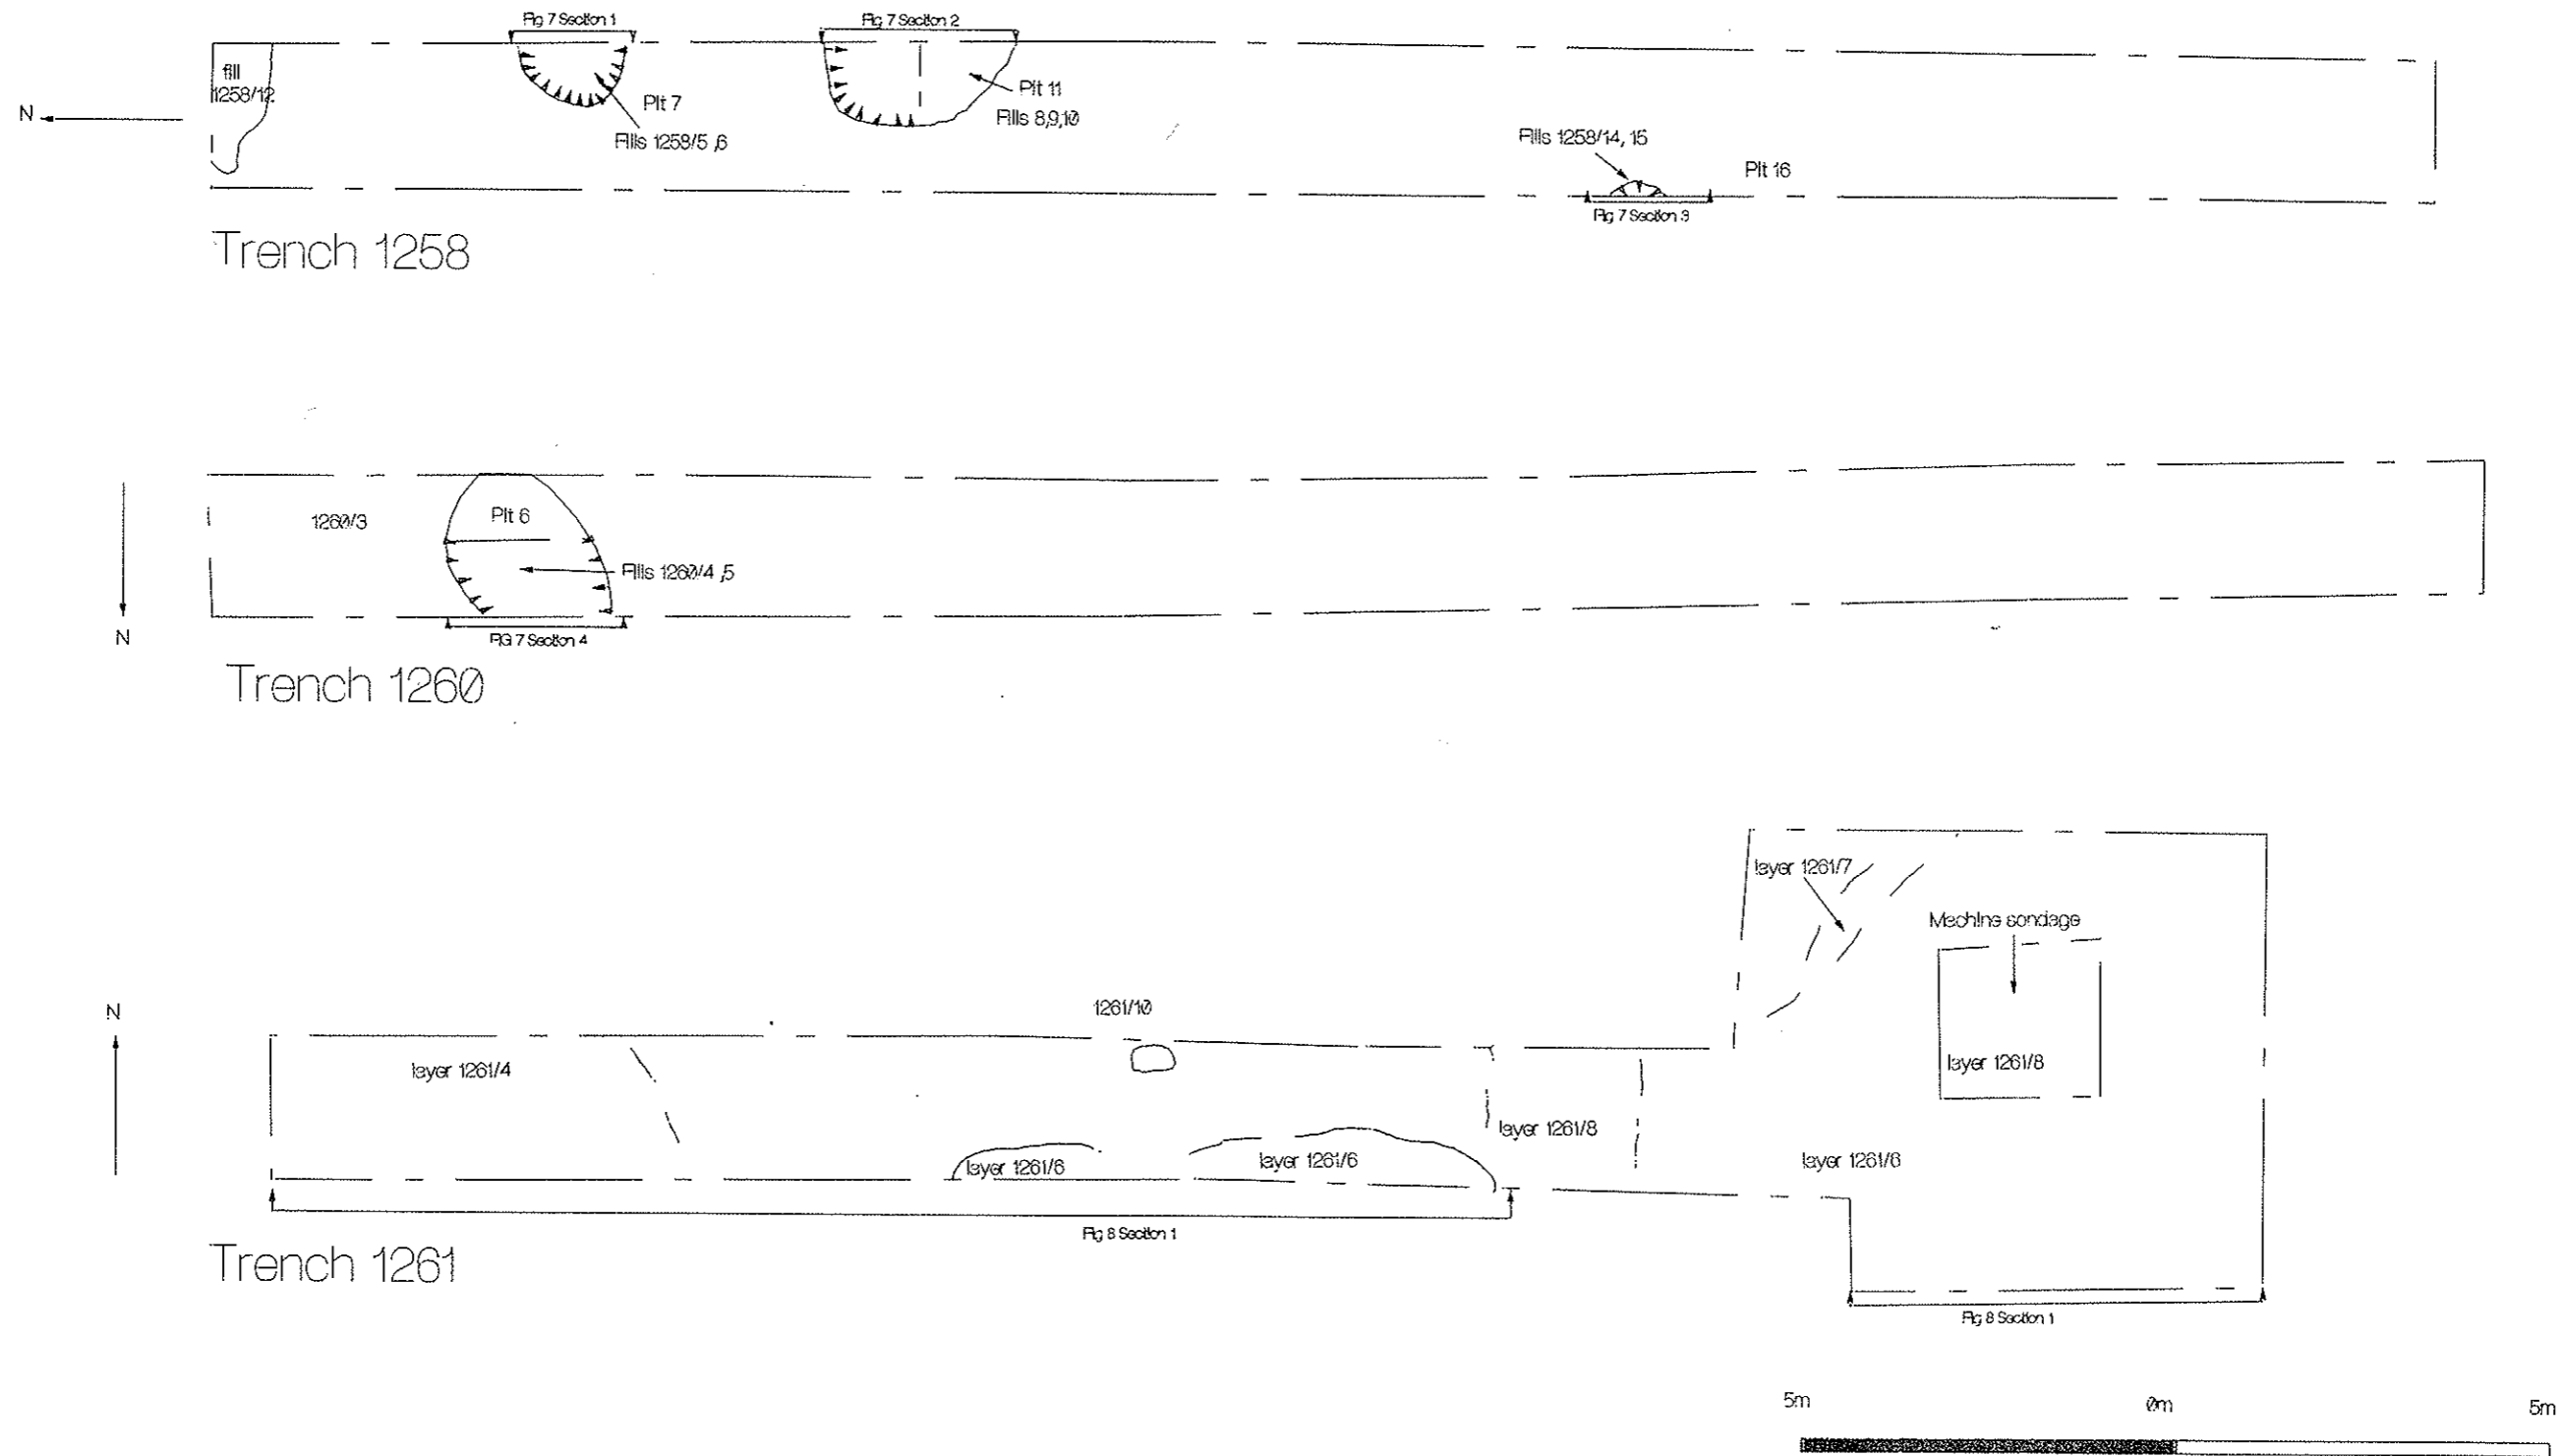 Fig 7 Section 1
Fig 7 Section 2
fill
1258/12
N
Pit 7
Fills 1258/5 ,6
Pit 11
Fills 8,9,10
Fills 1258/14, 15
Pit 16
Fig 7 Section 3
Trench 1258
1260/3
Pit 6
Fills 1260/4 ,5
N
FIG 7 Section 4
Trench 1260
layer 1261/7
Machine sondage
N
1261/10
layer 1261/4
layer 1261/8
layer 1261/8
layer 1261/6
layer 1261/6
layer 1261/6
Fig 8 Section 1
Trench 1261
Fig 8 Section 1
5m
0m
5m